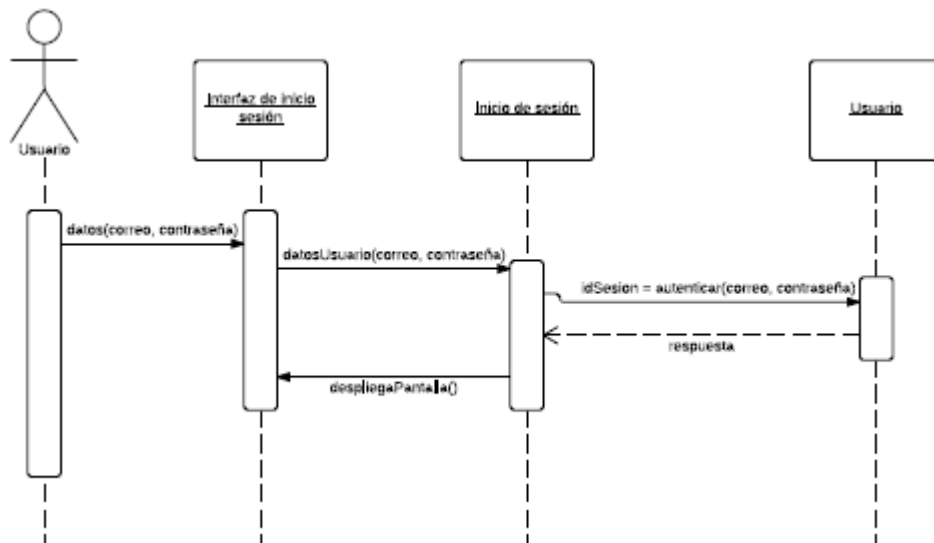 Usuario
Interfaz de inicio
sesión
Inicio de sesión
Usuario
datos(correo, contraseña)
datosUsuario(correo, contraseña)
idSesion = autenticar(correo, contraseña)
respuesta
despliegaPantalla()